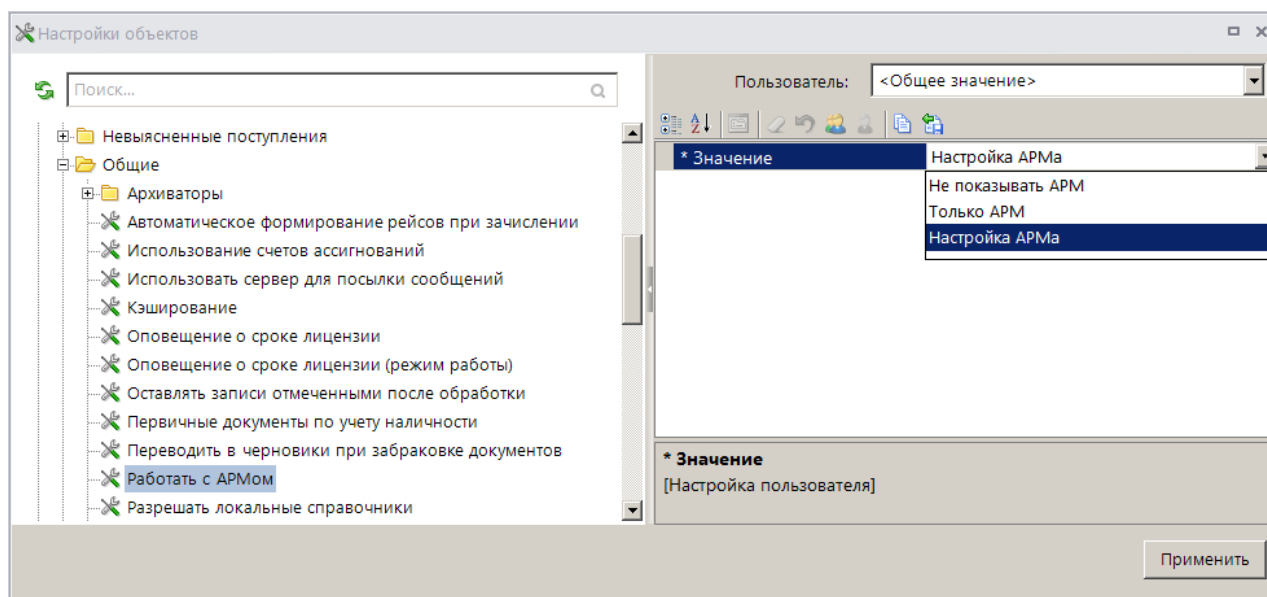 Настройки объектов
Поиск...
Невыясненные поступления
Общие
Архиваторы
Автоматическое формирование рейсов при зачислении
Использование счетов ассигнований
Использовать сервер для посылки сообщений
Кэширование
Оповещение о сроке лицензии
Оповещение о сроке лицензии (режим работы)
Оставлять записи отмеченными после обработки
Первичные документы по учету наличности
Переводить в черновики при забраковке документов
Работать с АРМом
Разрешать локальные справочники
Пользователь: <Общее значение>
* Значение Настройка АРМа
Не показывать АРМ
Только АРМ
Настройка АРМа
* Значение
[Настройка пользователя]
Применить